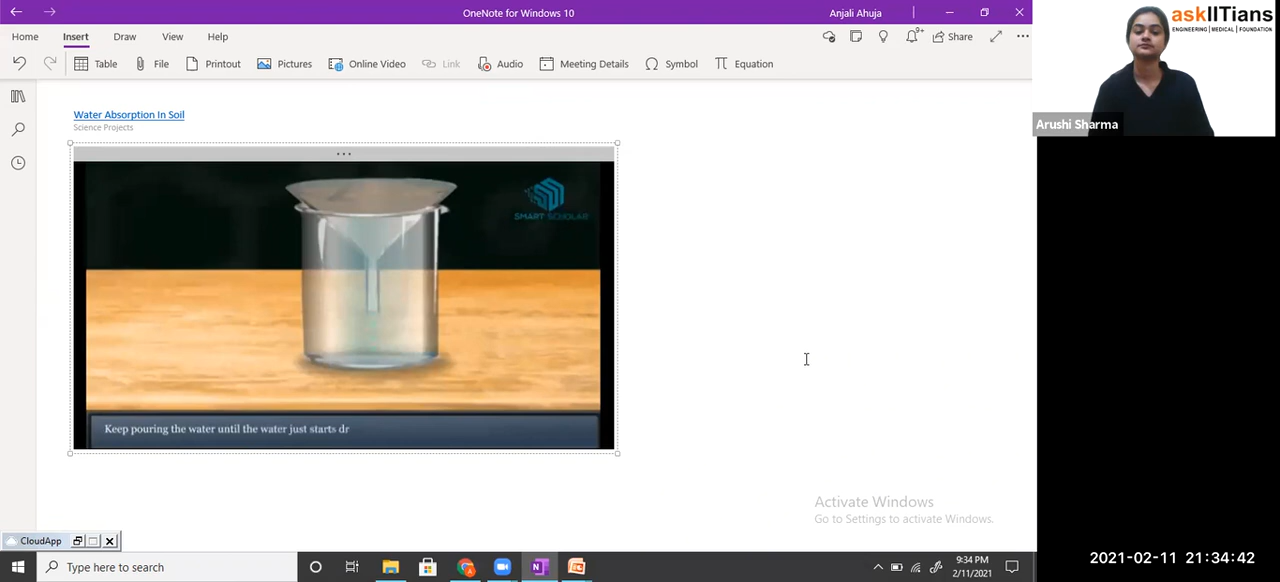 OneNote for Windows 10
Anjali Ahuja
askIITians
ENGINEERING | MEDICAL | FOUNDATION
Home Insert Draw View Help
Share
Table File Printout Pictures Online Video Link Audio Meeting Details Symbol Equation
Arushi Sharma
Water Absorption In Soil
Science Projects
SMART SCHOLAR
Keep pouring the water until the water just starts dr
Activate Windows
Go to Settings to activate Windows.
CloudApp
Type here to search
9:34 PM
2/11/2021
2021-02-11 21:34:42